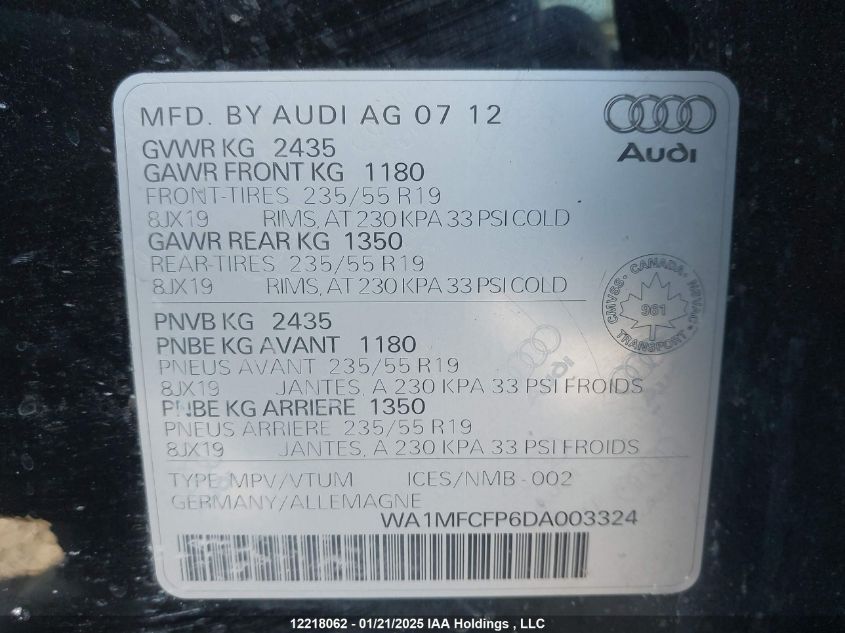 MFD. BY AUDI AG 07 12
Audi
GVWR KG 2435
GAWR FRONT KG 1180
FRONT-TIRES 235/55 R19
8JX19 RIMS, AT 230 KPA 33 PSI COLD
GAWR REAR KG 1350
REAR-TIRES 235/55 R19
8JX19 RIMS, AT 230 KPA 33 PSI COLD
CMVSS. CANADA. NSVAC
961
TRANSPORT
PNVB KG 2435
PNBE KG AVANT 1180
PNEUS AVANT 235/55 R19
8JX19 JANTES, A 230 KPA 33 PSI FROIDS
PNBE KG ARRIERE 1350
PNEUS ARRIERE 235/55 R19
8JX19 JANTES, A 230 KPA 33 PSI FROIDS
TYPE: MPV/VTUM ICES/NMB-002
GERMANY/ALLEMAGNE
WA1MFCFP6DA003324
12218062 - 01/21/2025 IAA Holdings , LLC